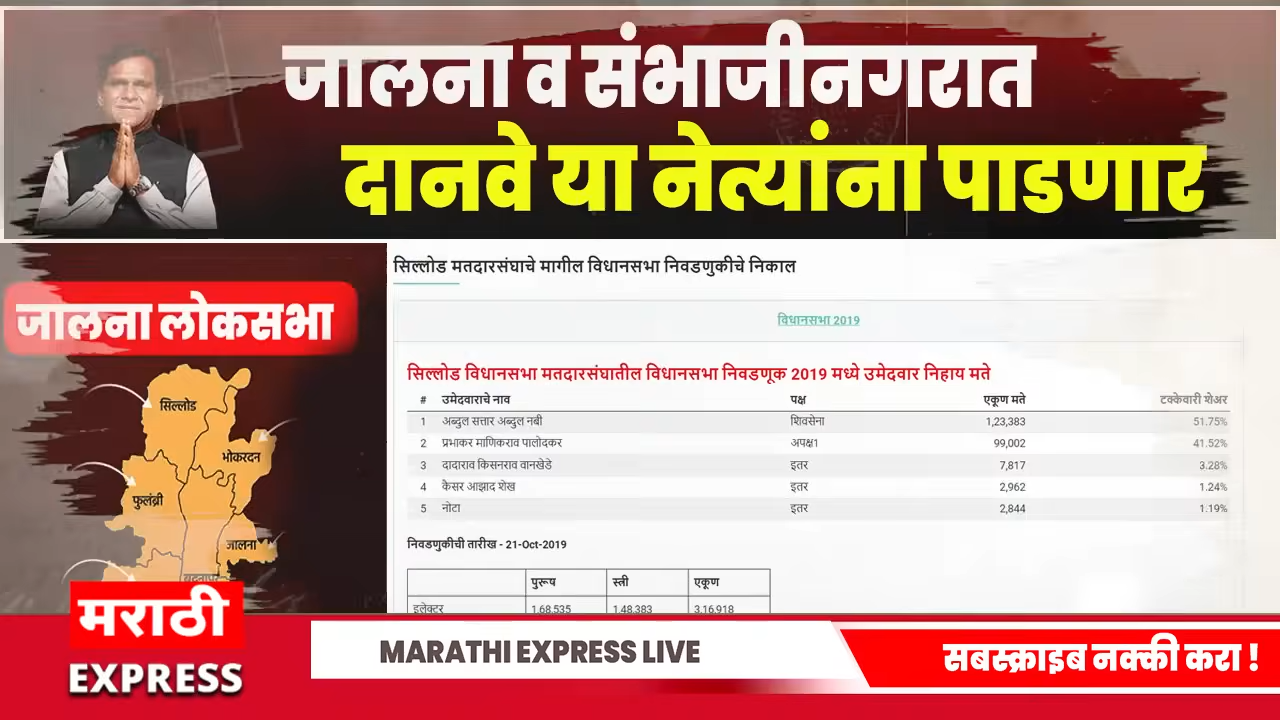 जालना व संभाजीनगरात
दानवे या नेत्यांना पाडणार
जालना लोकसभा
सिल्लोड
भोकरदन
फुलंब्री
जालना
बदनापूर
सिल्लोड मतदारसंघाचे मागील विधानसभा निवडणुकीचे निकाल
विधानसभा 2019
सिल्लोड विधानसभा मतदारसंघातील विधानसभा निवडणूक 2019 मध्ये उमेदवार निहाय मते
# उमेदवाराचे नाव पक्ष एकूण मते टक्केवारी शेअर
1 अब्दुल सत्तार अब्दुल नबी शिवसेना 1,23,383 51.75%
2 प्रभाकर माणिकराव पालोदकर अपक्ष1 99,002 41.52%
3 दादाराव किसनराव वानखेडे इतर 7,817 3.28%
4 केसर आझाद शेख इतर 2,962 1.24%
5 नोटा इतर 2,844 1.19%
निवडणुकीची तारीख - 21-Oct-2019
पुरूष स्त्री एकूण
इलेक्टर 1,68,535 1,48,383 3,16,918
मराठी
EXPRESS
MARATHI EXPRESS LIVE
सबस्क्राइब नक्की करा !